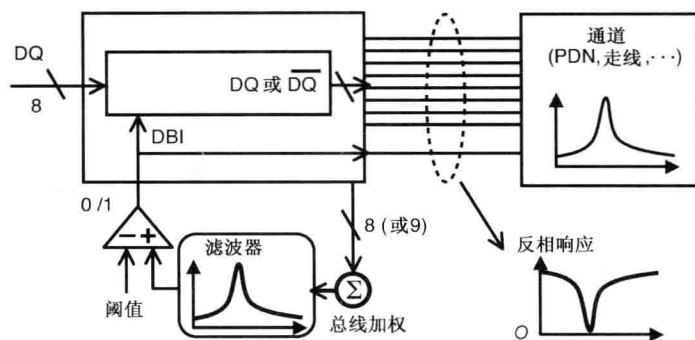 通道
(PDN,走线,···)
DQ
8
DQ 或 DQ
DBI
0/1
8 (或9)
滤波器
阈值
Σ
总线加权
反相响应
O